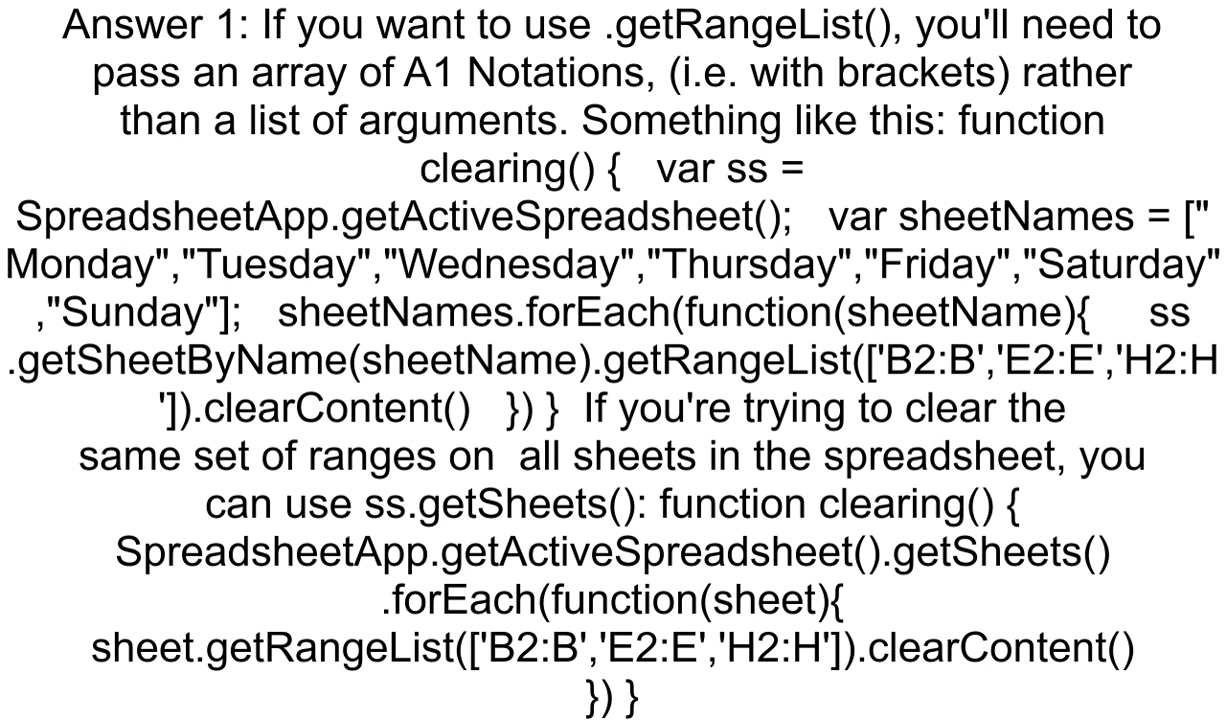 Answer 1: If you want to use .getRangeList(), you'll need to
pass an array of A1 Notations, (i.e. with brackets) rather
than a list of arguments. Something like this: function
clearing() {   var ss =
SpreadsheetApp.getActiveSpreadsheet();   var sheetNames = ["
Monday","Tuesday","Wednesday","Thursday","Friday","Saturday"
,"Sunday"];   sheetNames.forEach(function(sheetName){     ss
.getSheetByName(sheetName).getRangeList(['B2:B','E2:E','H2:H
']).clearContent()   }) }  If you're trying to clear the
same set of ranges on  all sheets in the spreadsheet, you
can use ss.getSheets(): function clearing() {
SpreadsheetApp.getActiveSpreadsheet().getSheets()
.forEach(function(sheet){
sheet.getRangeList(['B2:B','E2:E','H2:H']).clearContent()
}) }